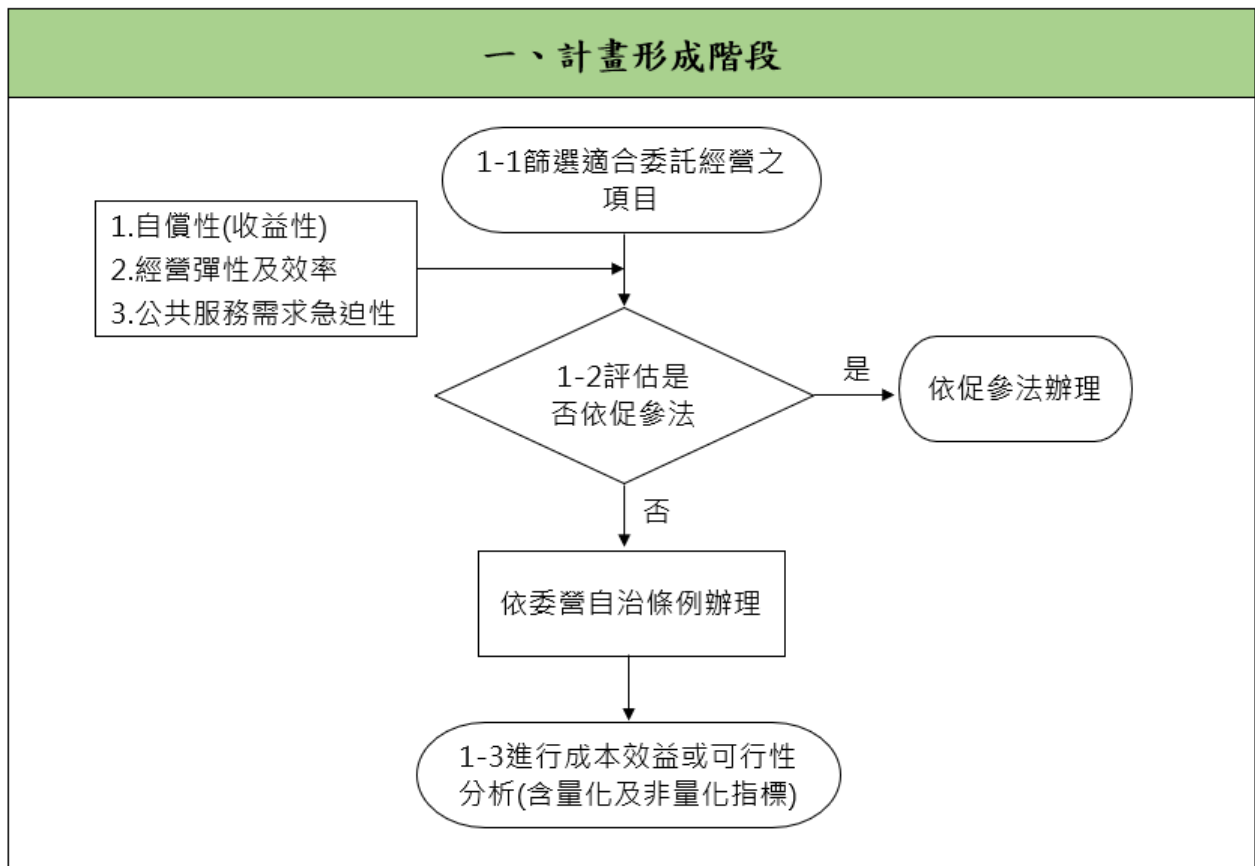 一、計畫形成階段
1-1篩選適合委託經營之
項目
1.自償性(收益性)
2.經營彈性及效率
3.公共服務需求急迫性
1-2評估是
否依促參法
是
依促參法辦理
否
依委營自治條例辦理
1-3進行成本效益或可行性
分析(含量化及非量化指標)